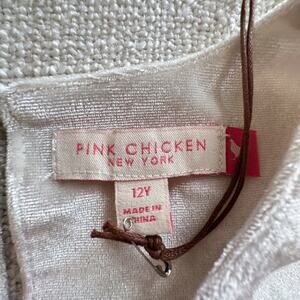 PINK CHICKEN
NEW YORK
12Y
MADE IN
CHINA